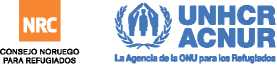 NRC
CONSEJO NORUEGO
PARA REFUGIADOS
UNHCR
ACNUR
La Agencia de la ONU para los Refugiados